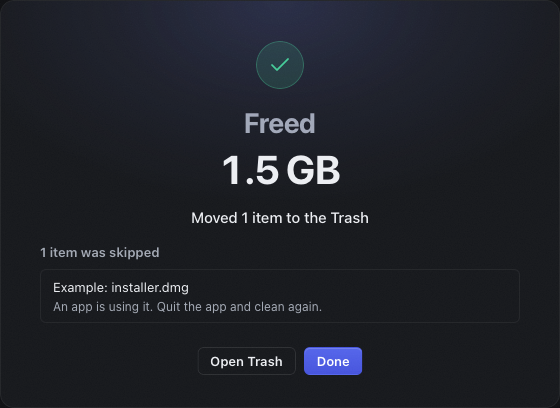 Freed
1.5 GB
Moved 1 item to the Trash
1 item was skipped
Example: installer.dmg
An app is using it. Quit the app and clean again.
Open Trash
Done